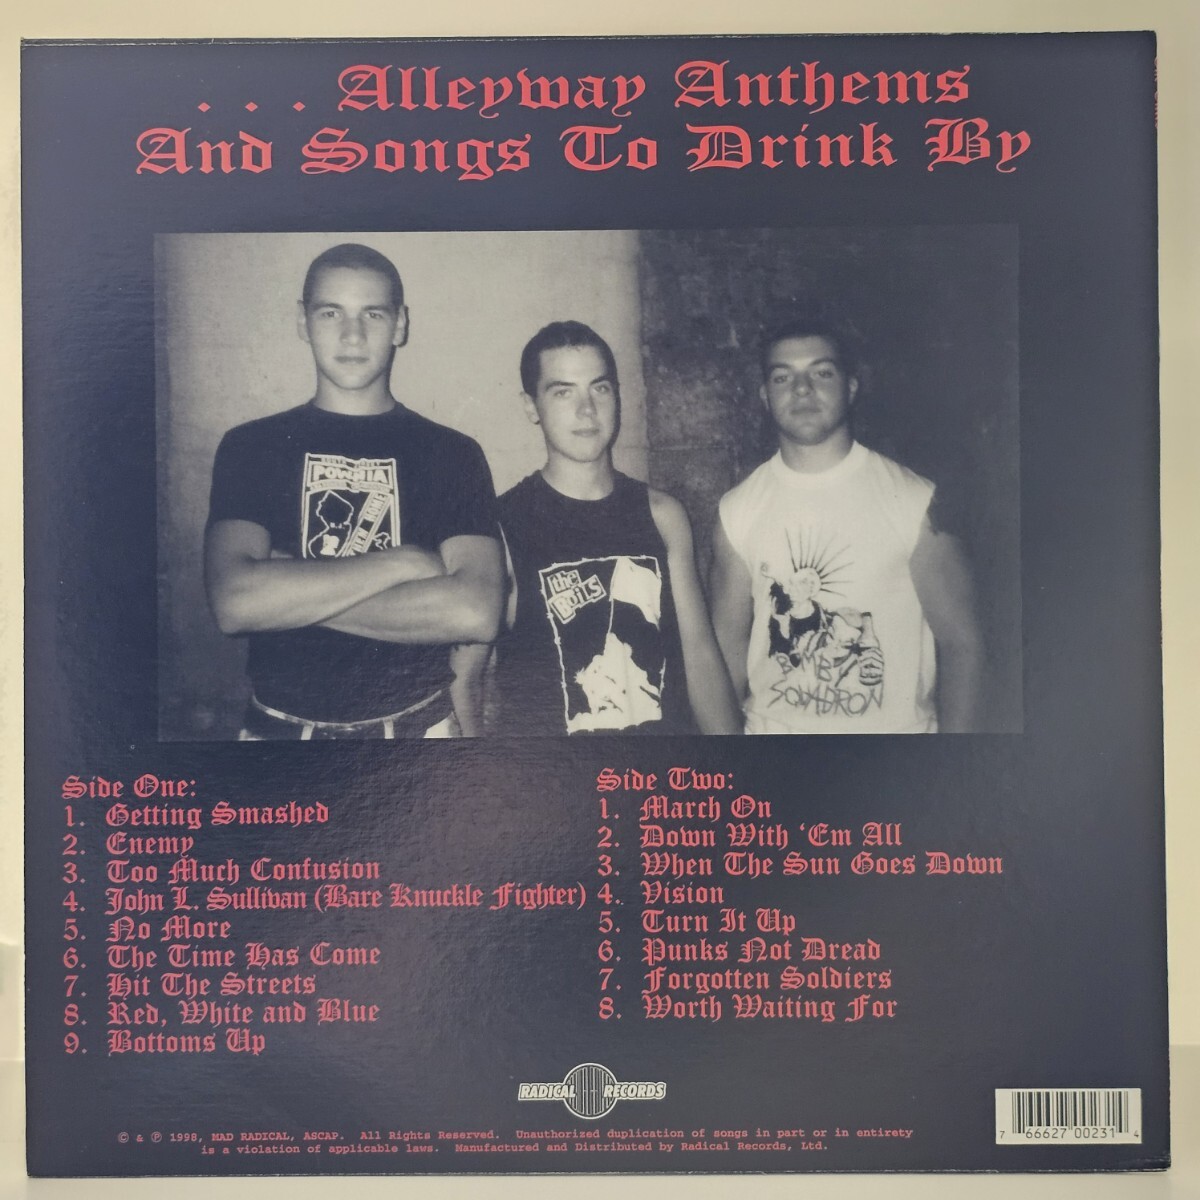 . . . Alleyway Anthems
And Songs To Drink By
POWHIA
the
BOILS
BOMB
SQUADRON
Side One:
1. Getting Smashed
2. Enemy
3. Too Much Confusion
4. John L. Sullivan (Bare Knuckle Fighter)
5. No More
6. The Time Has Come
7. Hit The Streets
8. Red, White and Blue
9. Bottoms Up
Side Two:
1. March On
2. Down With 'Em All
3. When The Sun Goes Down
4. Vision
5. Turn It Up
6. Punks Not Dread
7. Forgotten Soldiers
8. Worth Waiting For
RADICAL RECORDS
© & ℗ 1998, MAD RADICAL, ASCAP. All Rights Reserved. Unauthorized duplication of songs in part or in entirety
is a violation of applicable laws. Manufactured and Distributed by Radical Records, Ltd.
7 66627 00231 4